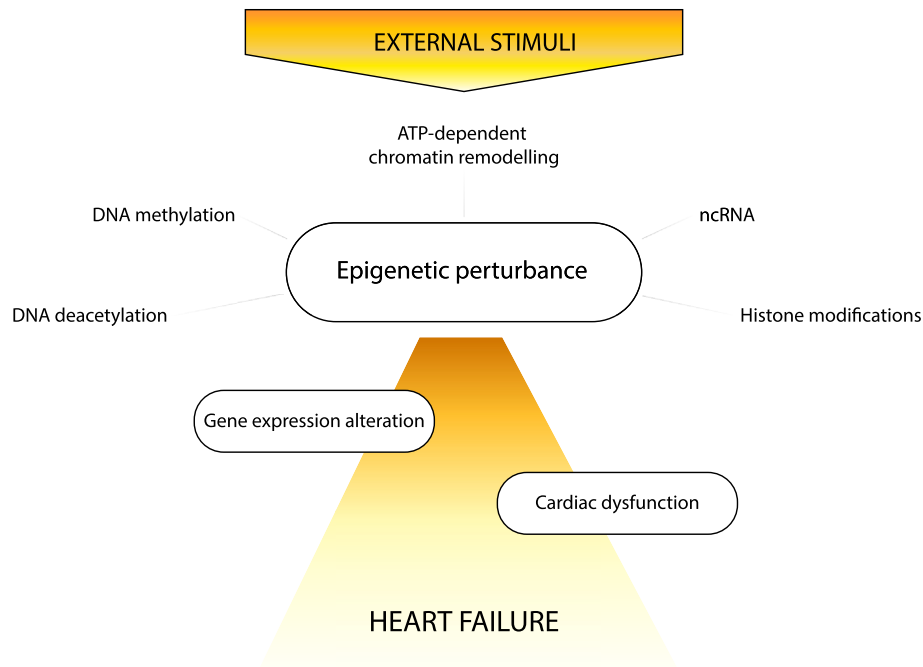 EXTERNAL STIMULI
ATP-dependent
chromatin remodelling
DNA methylation
ncRNA
Epigenetic perturbance
DNA deacetylation
Histone modifications
Gene expression alteration
Cardiac dysfunction
HEART FAILURE